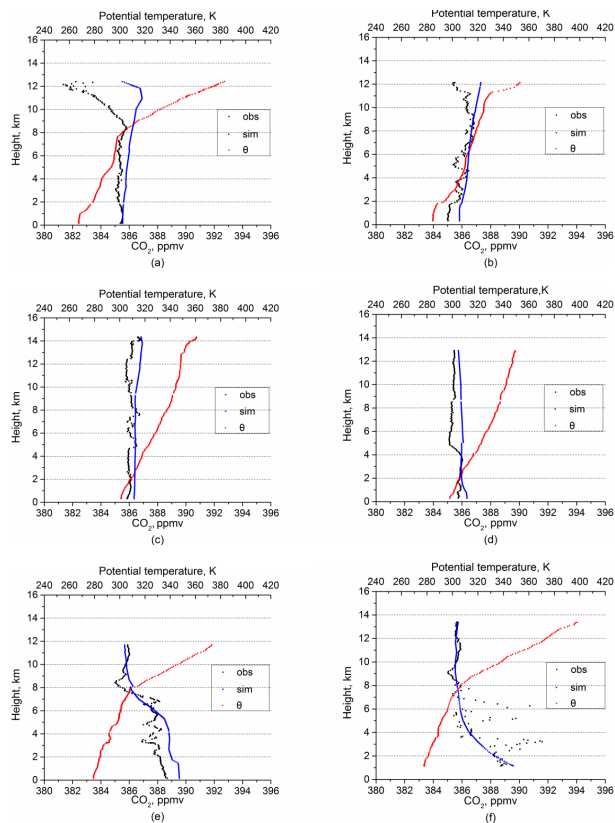 Potential temperature, K
240 260 280 300 320 340 360 380 400 420
16
14
12
10
8
6
4
2
0
Height, km
obs
sim
θ
380 382 384 386 388 390 392 394 396
CO2, ppmv
(a)
Potential temperature, K
240 260 280 300 320 340 360 380 400 420
16
14
12
10
8
6
4
2
0
Height, km
obs
sim
θ
380 383 384 386 388 390 392 394 396
CO2, ppmv
(b)
Potential temperature, K
240 260 280 300 320 340 360 380 400 420
16
14
12
10
8
6
4
2
0
Height, km
obs
sim
θ
380 382 384 386 388 390 392 394 396
CO2, ppmv
(c)
Potential temperature,K
240 260 280 300 320 340 360 380 400 420
16
14
12
10
8
6
4
2
0
Height, km
obs
sim
θ
380 382 384 386 388 390 392 394 396
CO2, ppmv
(d)
Potential temperature, K
240 260 280 300 320 340 360 380 400 420
16
14
12
10
8
6
4
2
0
Height, km
obs
sim
θ
380 382 384 386 388 390 392 394 396
CO2, ppmv
(e)
Potential temperature, K
240 260 280 300 320 340 360 380 400 420
16
14
12
10
8
6
4
2
0
Height, km
obs
sim
θ
380 382 384 386 388 390 392 394 396
CO2, ppmv
(f)